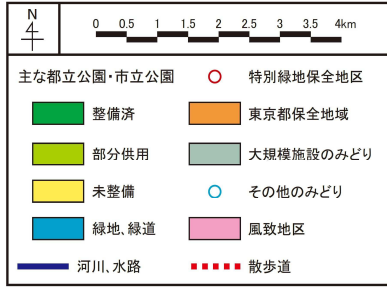 N
0 0.5 1 1.5 2 2.5 3 3.5 4km
主な都立公園・市立公園
特別緑地保全地区
整備済
東京都保全地域
部分供用
大規模施設のみどり
未整備
その他のみどり
緑地、緑道
風致地区
河川、水路
散歩道